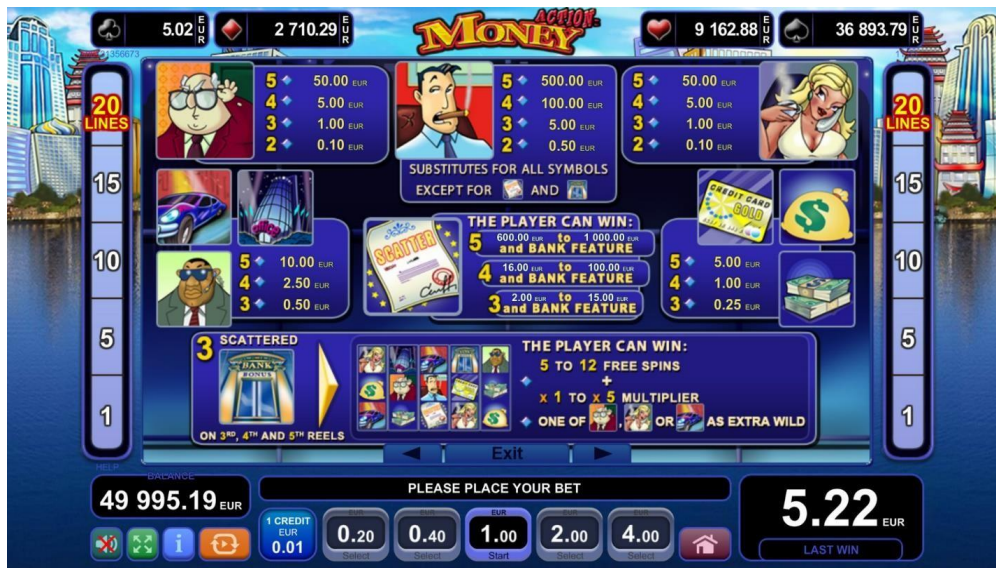 5.02 EUR
2 710.29 EUR
ACTION
MONEY
9 162.88 EUR
36 893.79 EUR
1356673
20
LINES
15
10
5
1
5 50.00 EUR
4 5.00 EUR
3 1.00 EUR
2 0.10 EUR
5 500.00 EUR
4 100.00 EUR
3 5.00 EUR
2 0.50 EUR
SUBSTITUTES FOR ALL SYMBOLS
EXCEPT FOR AND
5 50.00 EUR
4 5.00 EUR
3 1.00 EUR
2 0.10 EUR
20
LINES
15
10
5
1
5 10.00 EUR
4 2.50 EUR
3 0.50 EUR
SCATTER
THE PLAYER CAN WIN:
5 600.00 EUR to 1 000.00 EUR
and BANK FEATURE
4 16.00 EUR to 100.00 EUR
and BANK FEATURE
3 2.00 EUR to 15.00 EUR
and BANK FEATURE
CREDIT CARD
GOLD
$
5 5.00 EUR
4 1.00 EUR
3 0.25 EUR
3 SCATTERED
BANK
BONUS
ON 3RD, 4TH AND 5TH REELS
THE PLAYER CAN WIN:
5 TO 12 FREE SPINS
+
x 1 TO x 5 MULTIPLIER
ONE OF , OR AS EXTRA WILD
Exit
HELP
BALANCE
49 995.19 EUR
PLEASE PLACE YOUR BET
1 CREDIT
EUR
0.01
EUR
0.20
Select
EUR
0.40
Select
EUR
1.00
Start
EUR
2.00
Select
EUR
4.00
Select
5.22 EUR
LAST WIN